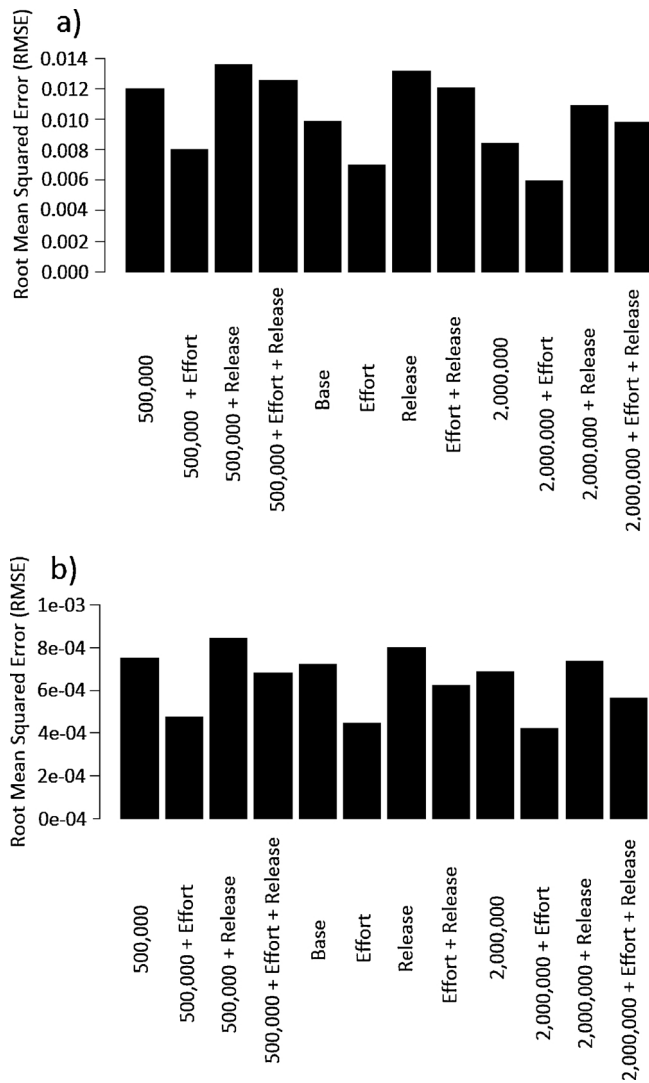 a)
Root Mean Squared Error (RMSE)
0.014
0.012
0.010
0.008
0.006
0.004
0.002
0.000
500,000
500,000 + Effort
500,000 + Release
500,000 + Effort + Release
Base
Effort
Release
Effort + Release
2,000,000
2,000,000 + Effort
2,000,000 + Release
2,000,000 + Effort + Release
b)
Root Mean Squared Error (RMSE)
1e-03
8e-04
6e-04
4e-04
2e-04
0e-04
500,000
500,000 + Effort
500,000 + Release
500,000 + Effort + Release
Base
Effort
Release
Effort + Release
2,000,000
2,000,000 + Effort
2,000,000 + Release
2,000,000 + Effort + Release